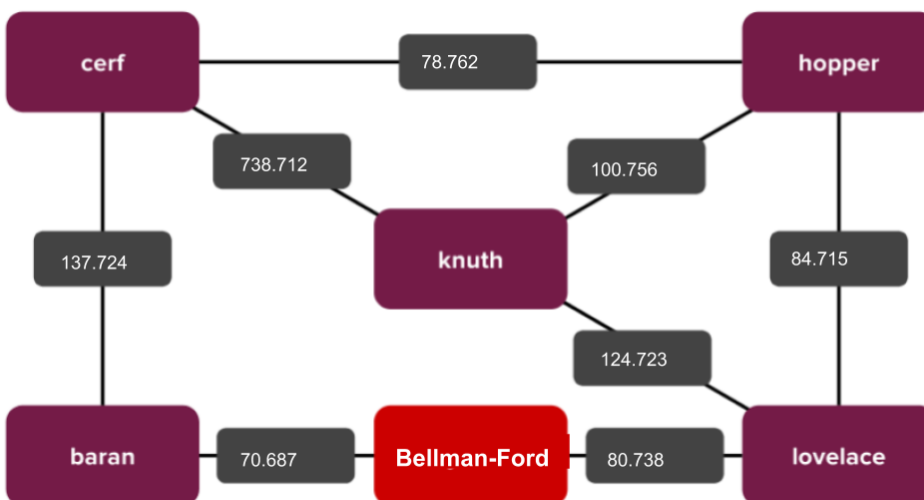 cerf
78.762
hopper
738.712
100.756
137.724
knuth
84.715
124.723
baran
70.687
Bellman-Ford
80.738
lovelace